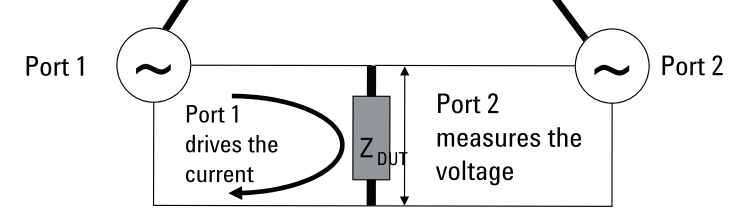 Port 1
~
~
Port 2
Port 1
drives the
current
Z DUT
Port 2
measures the
voltage